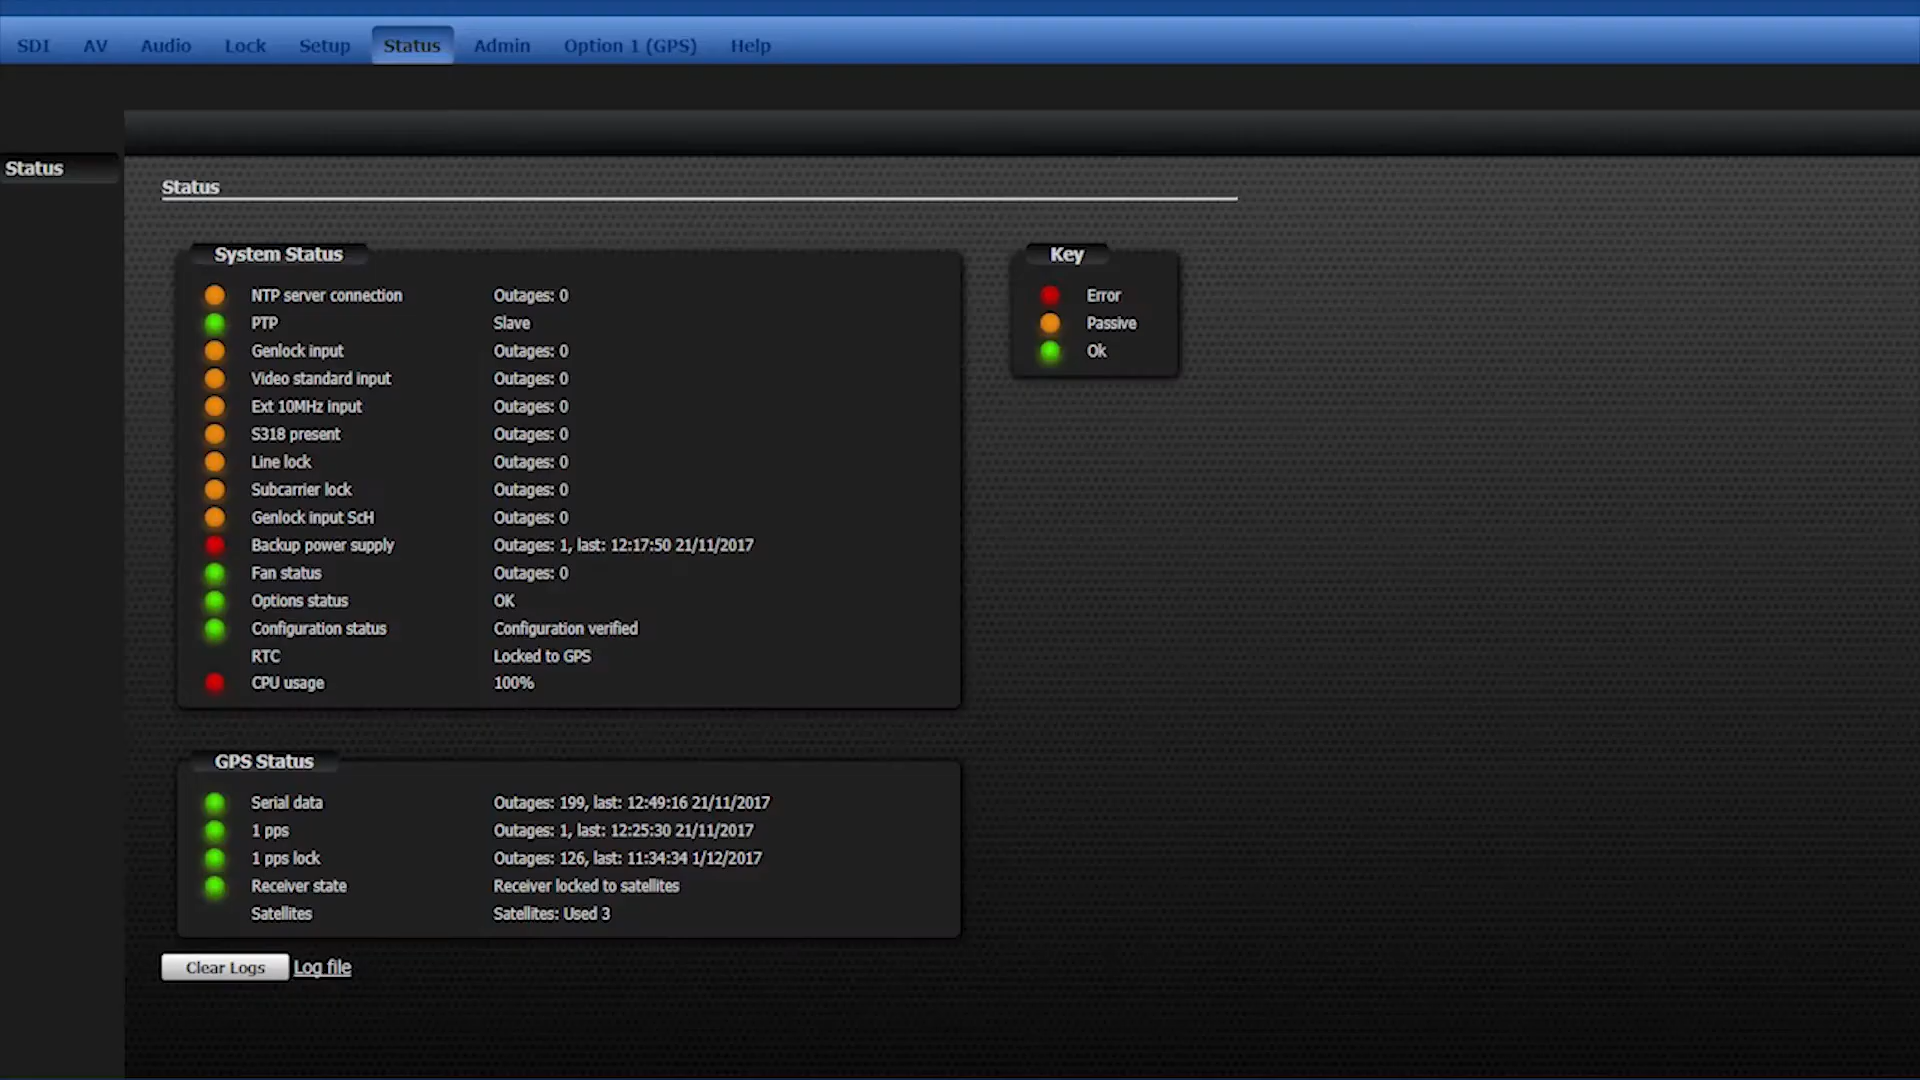 SDI AV Audio Lock Setup Status Admin Option 1 (GPS) Help
Status
Status
System Status
NTP server connection Outages: 0
PTP Slave
Genlock input Outages: 0
Video standard input Outages: 0
Ext 10MHz input Outages: 0
S318 present Outages: 0
Line lock Outages: 0
Subcarrier lock Outages: 0
Genlock input ScH Outages: 0
Backup power supply Outages: 1, last: 12:17:50 21/11/2017
Fan status Outages: 0
Options status OK
Configuration status Configuration verified
RTC Locked to GPS
CPU usage 100%
Key
Error
Passive
Ok
GPS Status
Serial data Outages: 199, last: 12:49:16 21/11/2017
1 pps Outages: 1, last: 12:25:30 21/11/2017
1 pps lock Outages: 126, last: 11:34:34 1/12/2017
Receiver state Receiver locked to satellites
Satellites Satellites: Used 3
Clear Logs Log file